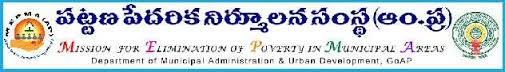 పట్టణ పేదరిక నిర్మూలన సంస్థ (ఆం.ప్ర)
MISSION FOR ELIMINATION OF POVERTY IN MUNICIPAL AREAS
Department of Municipal Administration & Urban Development, GoAP